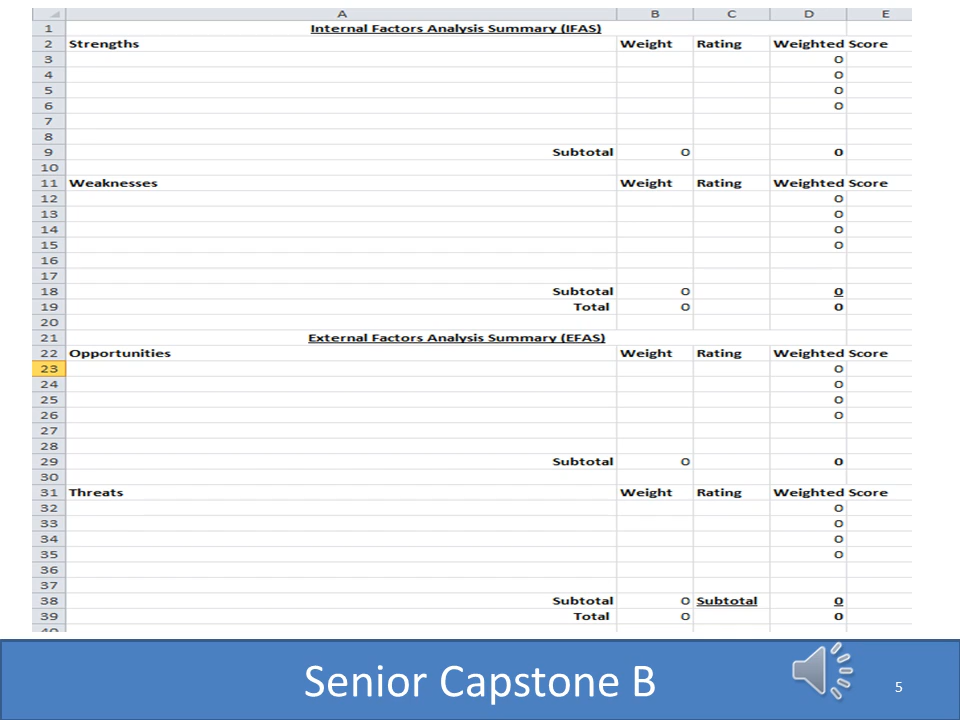 A B C D E
1 Internal Factors Analysis Summary (IFAS)
2 Strengths Weight Rating Weighted Score
3 0
4 0
5 0
6 0
7
8
9 Subtotal 0 0
10
11 Weaknesses Weight Rating Weighted Score
12 0
13 0
14 0
15 0
16
17
18 Subtotal 0 0
19 Total 0 0
20
21 External Factors Analysis Summary (EFAS)
22 Opportunities Weight Rating Weighted Score
23 0
24 0
25 0
26 0
27
28
29 Subtotal 0 0
30
31 Threats Weight Rating Weighted Score
32 0
33 0
34 0
35 0
36
37
38 Subtotal 0 Subtotal 0
39 Total 0 0
40
Senior Capstone B
5